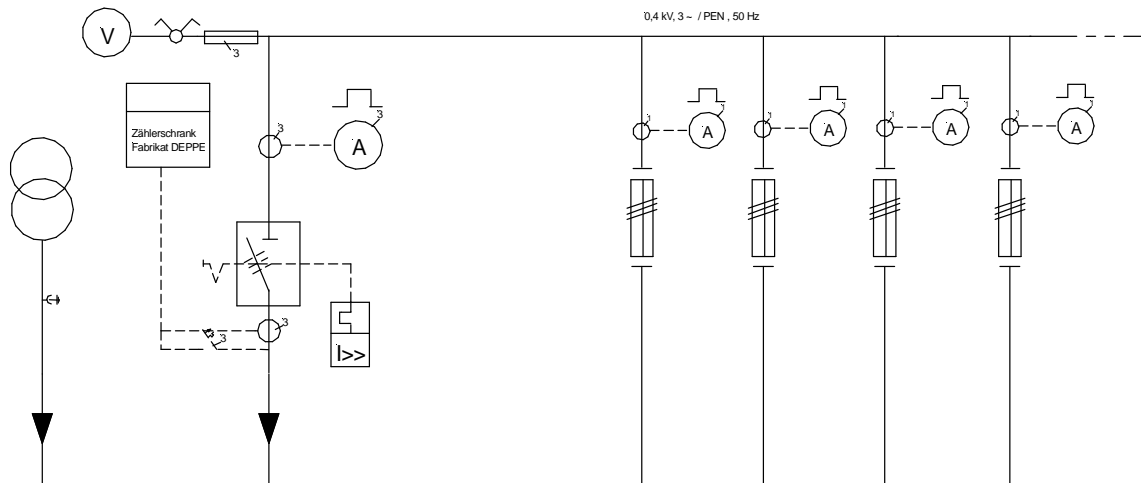 0,4 kV, 3 ~ / PEN , 50 Hz
V
3
Zählerschrank
Fabrikat DEPPE
3
3
A
A
A
A
A
3
3
I>>